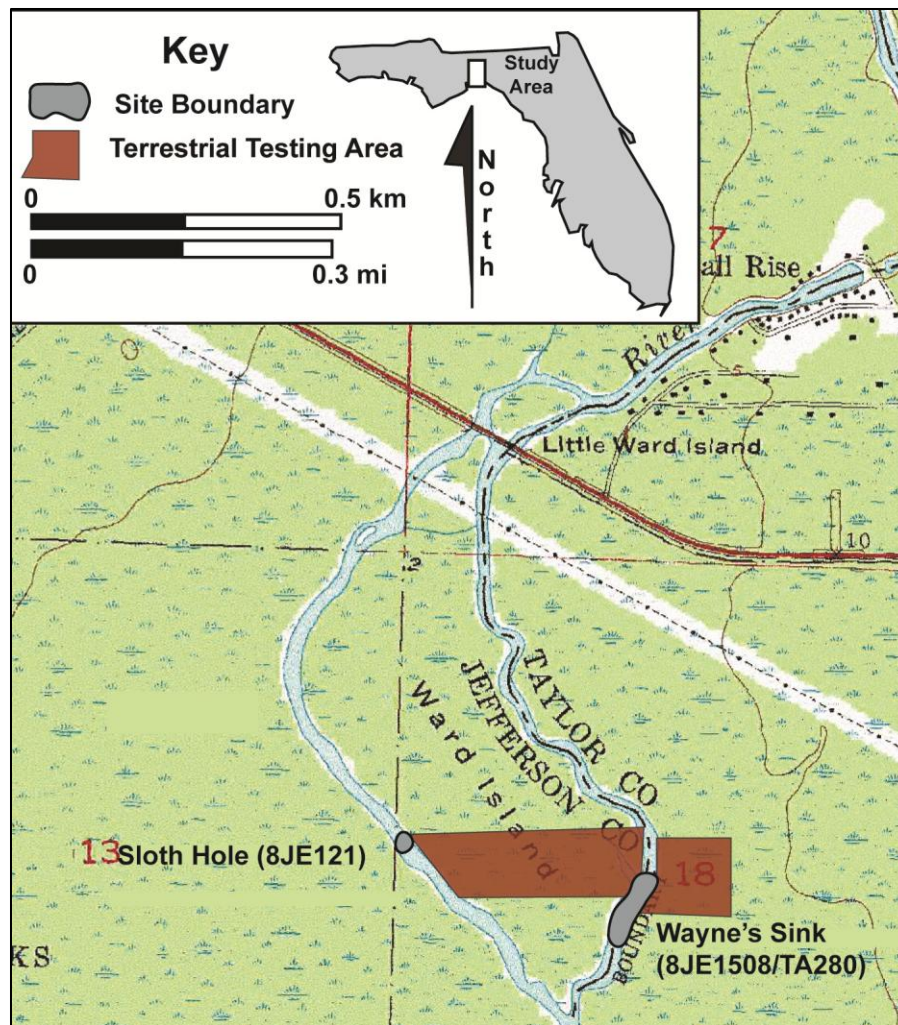 Key
Site Boundary
Terrestrial Testing Area
0 0.5 km
0 0.3 mi
Study
Area
North
7
all Rise
River
Little Ward Island
10
2
TAYLOR CO
JEFFERSON CO
Ward Island
13
Sloth Hole (8JE121)
18
BOUNDARY
Wayne's Sink
(8JE1508/TA280)
KS